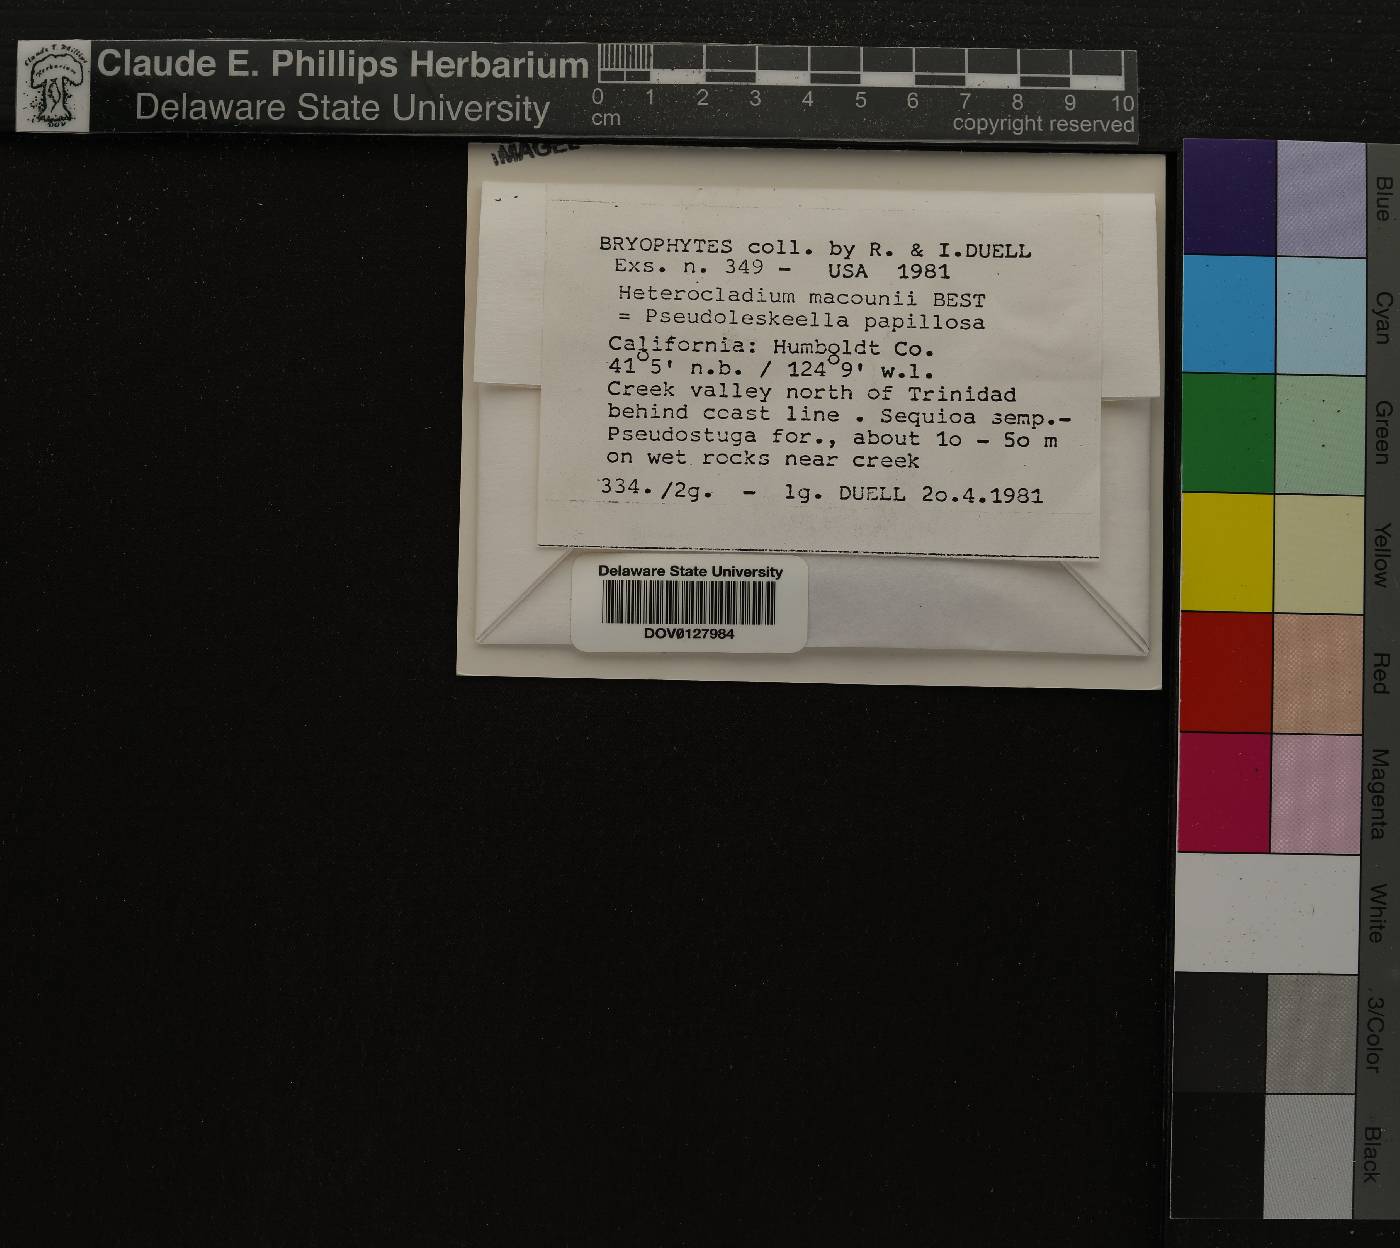 Claude E. Phillips Herbarium
Delaware State University
0 1 2 3 4 5 6 7 8 9 10
cm
copyright reserved
BRYOPHYTES coll. by R. & I.DUELL
Exs. n. 349 - USA 1981
Heterocladium macounii BEST
= Pseudoleskeella papillosa
California: Humboldt Co.
41°5' n.b. / 124°9' w.l.
Creek valley north of Trinidad
behind coast line . Sequioa semp.-
Pseudostuga for., about 1o - 5o m
on wet rocks near creek
334./2g. - lg. DUELL 2o.4.1981
Delaware State University
DOV0127984
Blue
Cyan
Green
Yellow
Red
Magenta
White
3/Color
Black